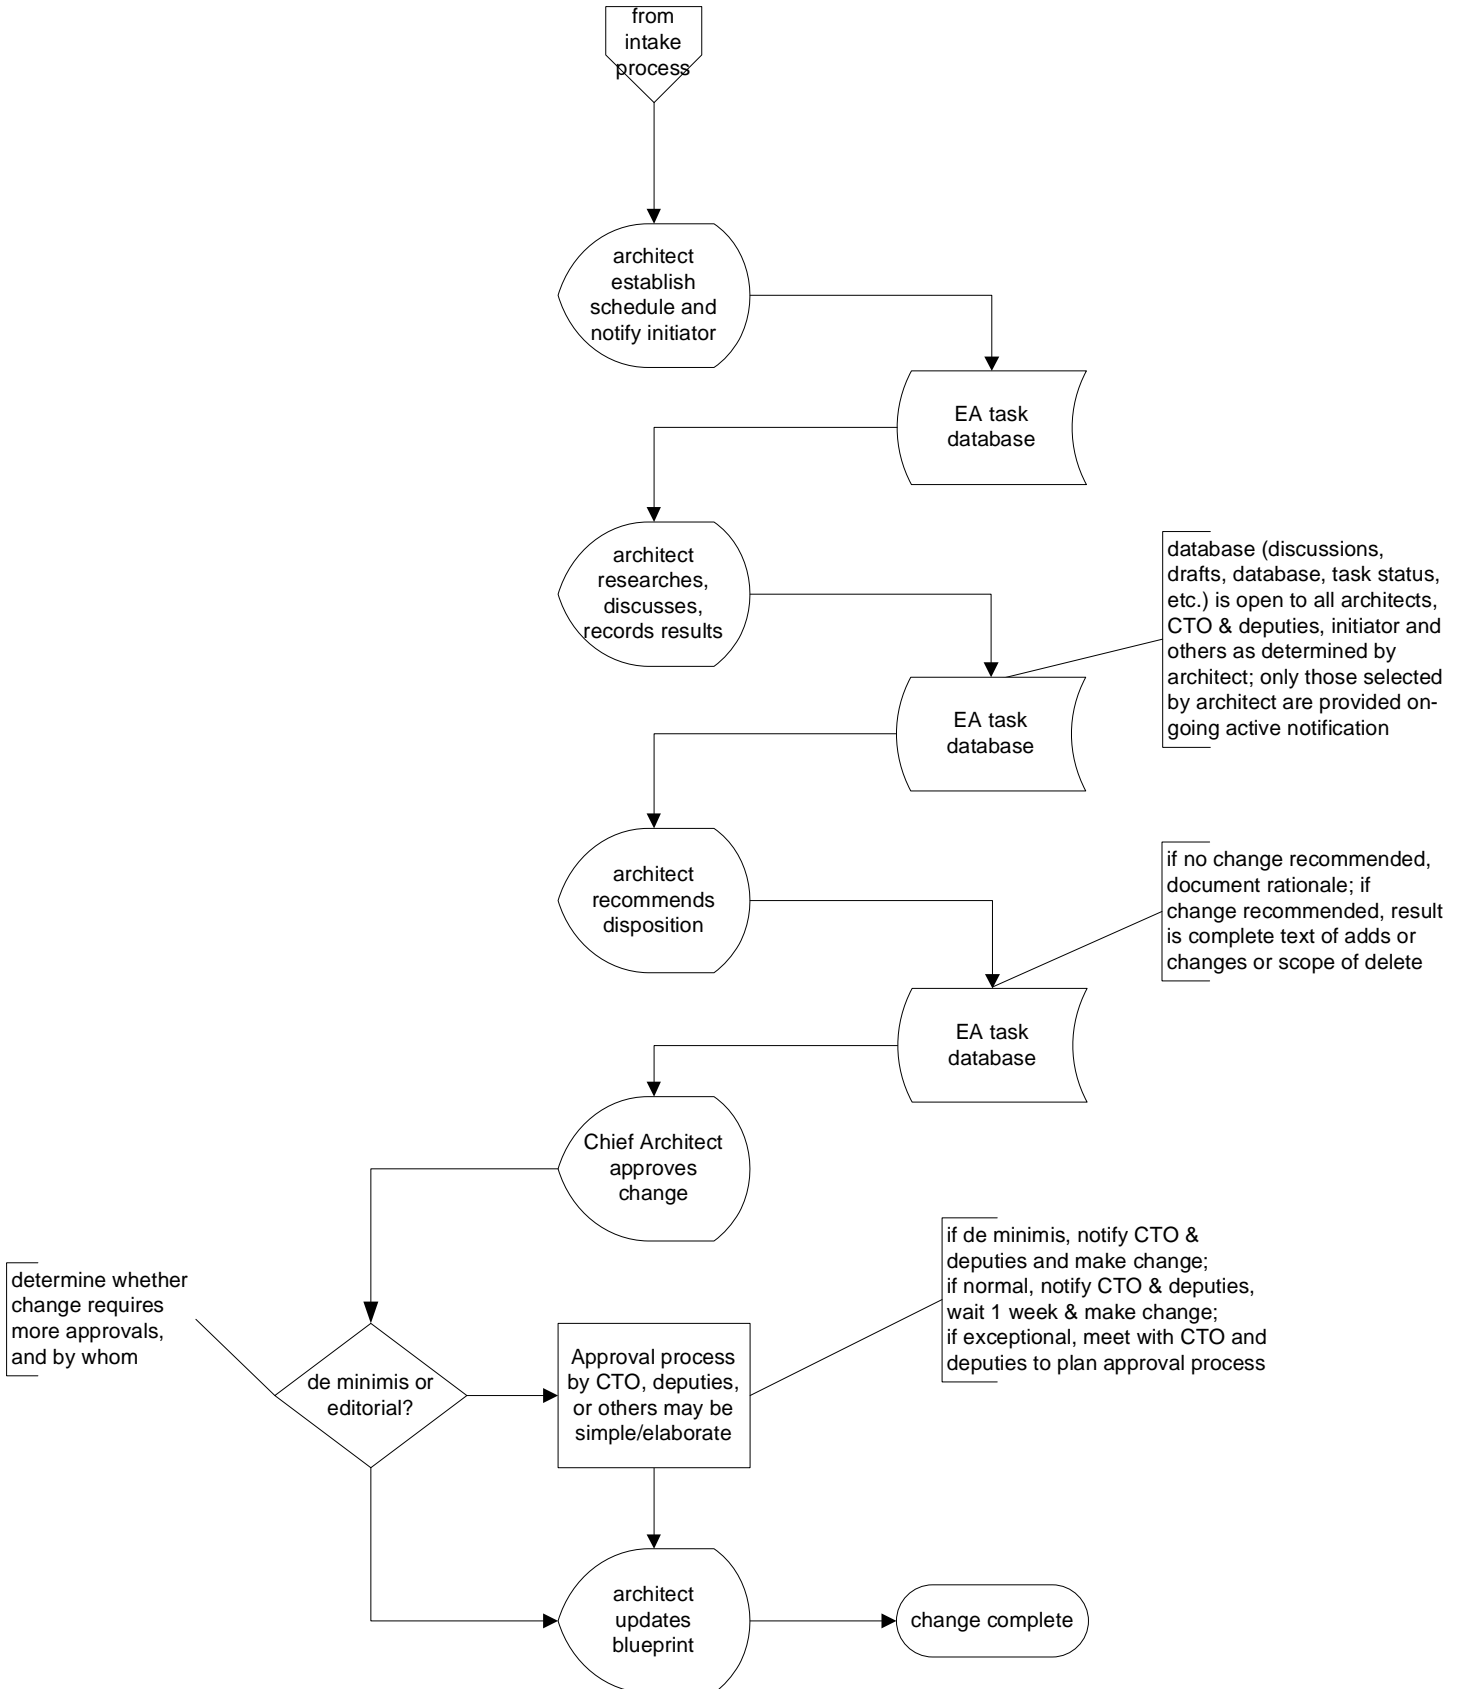 from
intake
process
architect
establish
schedule and
notify initiator
EA task
database
architect
researches,
discusses,
records results
database (discussions,
drafts, database, task status,
etc.) is open to all architects,
CTO & deputies, initiator and
others as determined by
architect; only those selected
by architect are provided on-
going active notification
EA task
database
architect
recommends
disposition
if no change recommended,
document rationale; if
change recommended, result
is complete text of adds or
changes or scope of delete
EA task
database
Chief Architect
approves
change
if de minimis, notify CTO &
deputies and make change;
if normal, notify CTO & deputies,
wait 1 week & make change;
if exceptional, meet with CTO and
deputies to plan approval process
determine whether
change requires
more approvals,
and by whom
de minimis or
editorial?
Approval process
by CTO, deputies,
or others may be
simple/elaborate
architect
updates
blueprint
change complete